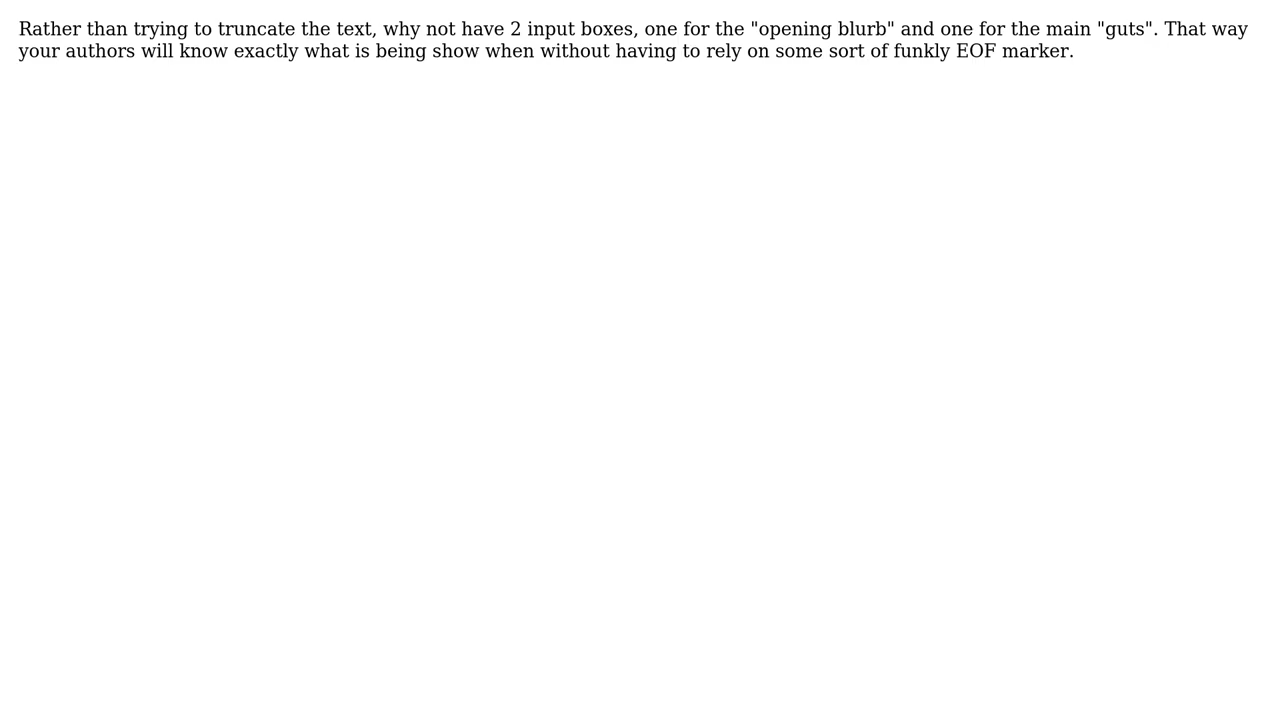 Rather than trying to truncate the text, why not have 2 input boxes, one for the "opening blurb" and one for the main "guts". That way
your authors will know exactly what is being show when without having to rely on some sort of funkly EOF marker.